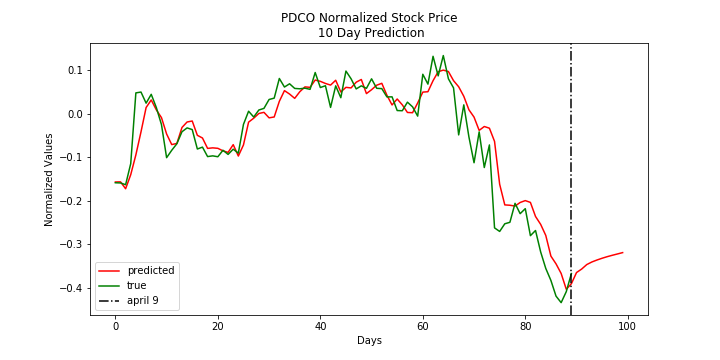 PDCO Normalized Stock Price
10 Day Prediction
0.1
0.0
−0.1
−0.2
−0.3
−0.4
Normalized Values
predicted
true
april 9
0 20 40 60 80 100
Days